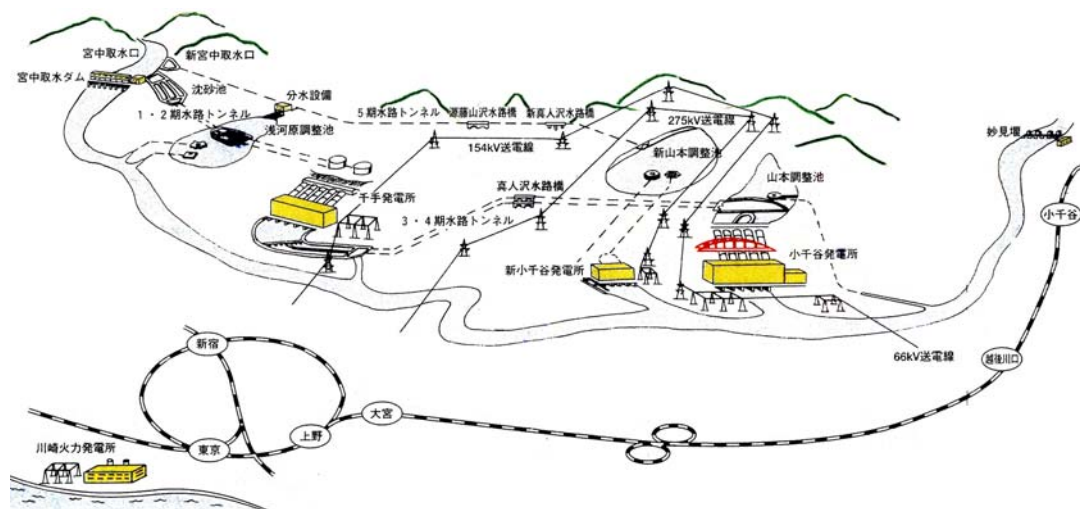 宮中取水口
新宮中取水口
宮中取水ダム
沈砂池
分水設備
1・2期水路トンネル
浅河原調整池
5期水路トンネル
源藤山沢水路橋
新真人沢水路橋
154kV送電線
275kV送電線
妙見堰
新山本調整池
山本調整池
千手発電所
真人沢水路橋
3・4期水路トンネル
小千谷
新小千谷発電所
小千谷発電所
66kV送電線
越後川口
新宿
大宮
上野
東京
川崎火力発電所